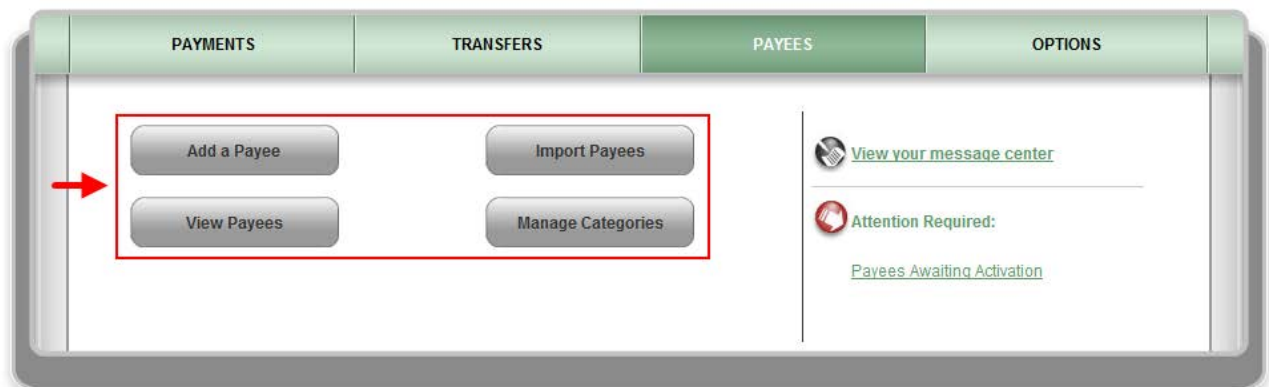 PAYMENTS TRANSFERS PAYEES OPTIONS
Add a Payee Import Payees
View Payees Manage Categories
View your message center
Attention Required:
Payees Awaiting Activation